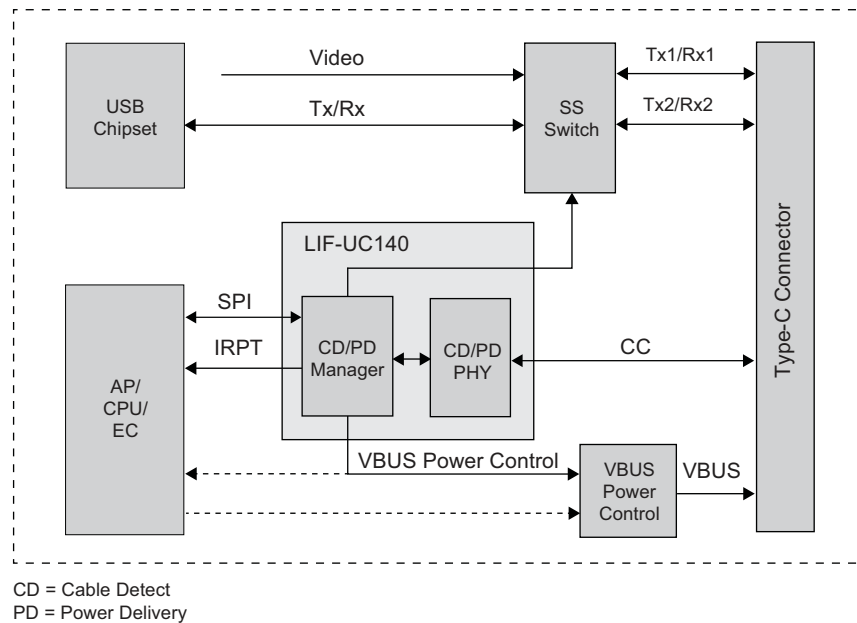 Video
Tx1/Rx1
USB
Chipset
Tx/Rx
SS
Switch
Tx2/Rx2
Type-C Connector
LIF-UC140
SPI
IRPT
CD/PD
Manager
CD/PD
PHY
CC
AP/
CPU/
EC
VBUS Power Control
VBUS
Power
Control
VBUS
CD = Cable Detect
PD = Power Delivery